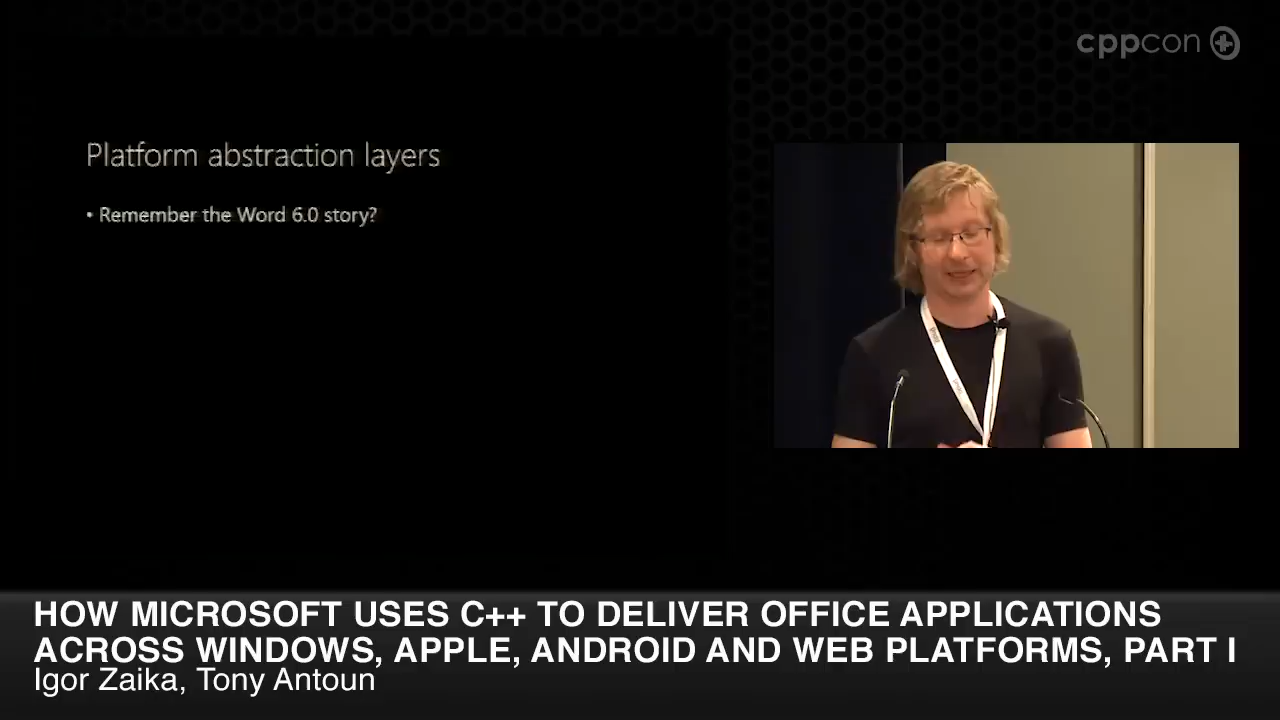 cppcon
Platform abstraction layers
• Remember the Word 6.0 story?
HOW MICROSOFT USES C++ TO DELIVER OFFICE APPLICATIONS
ACROSS WINDOWS, APPLE, ANDROID AND WEB PLATFORMS, PART I
Igor Zaika, Tony Antoun